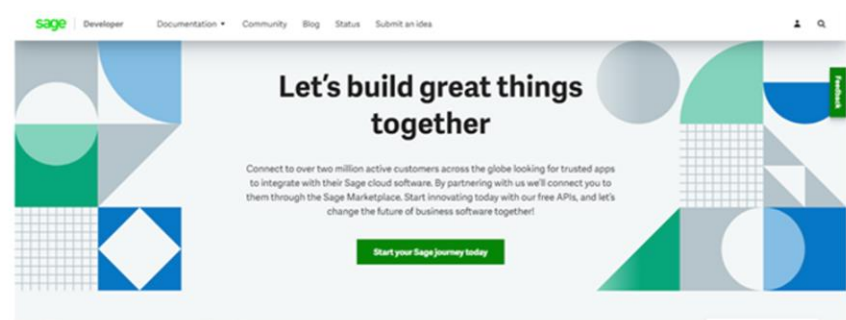 sage Developer Documentation Community Blog Status Submit an idea
Feedback
Let's build great things
together
Connect to over two million active customers across the globe looking for trusted apps
to integrate with their Sage cloud software. By partnering with us we'll connect you to
them through the Sage Marketplace. Start innovating today with our free APIs, and let's
change the future of business software together!
Start your Sage journey today